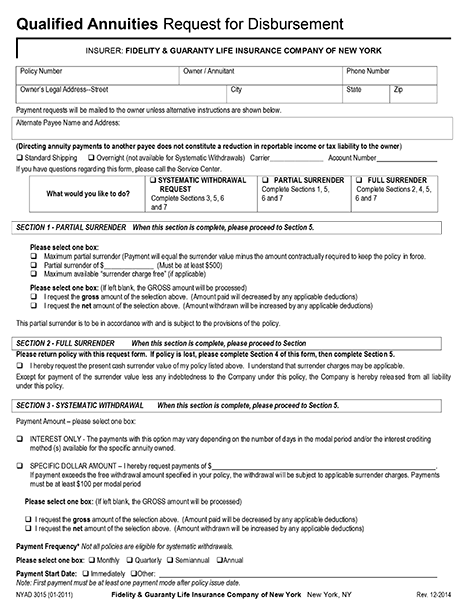 Qualified Annuities Request for Disbursement
INSURER: FIDELITY & GUARANTY LIFE INSURANCE COMPANY OF NEW YORK
Policy Number Owner / Annuitant Phone Number
Owner's Legal Address--Street City State Zip
Payment requests will be mailed to the owner unless alternative instructions are shown below.
Alternate Payee Name and Address:
(Directing annuity payments to another payee does not constitute a reduction in reportable income or tax liability to the owner)
❑ Standard Shipping ❑ Overnight (not available for Systematic Withdrawals) Carrier_______________ Account Number_______________
If you have questions regarding this form, please call the Service Center.
What would you like to do?
❑ SYSTEMATIC WITHDRAWAL
REQUEST
Complete Sections 3, 5, 6
and 7
❑ PARTIAL SURRENDER
Complete Sections 1, 5,
6 and 7
❑ FULL SURRENDER
Complete Sections 2, 4, 5,
6 and 7
SECTION 1 - PARTIAL SURRENDER When this section is complete, please proceed to Section 5.
Please select one box:
❑ Maximum partial surrender (Payment will equal the surrender value minus the amount contractually required to keep the policy in force.
❑ Partial surrender of $_______________ (Must be at least $500)
❑ Maximum available "surrender charge free" (if applicable)
Please select one box: (If left blank, the GROSS amount will be processed)
❑ I request the gross amount of the selection above. (Amount paid will decreased by any applicable deductions)
❑ I request the net amount of the selection above. (Amount withdrawn will be increased by any applicable deductions)
This partial surrender is to be in accordance with and is subject to the provisions of the policy.
SECTION 2 - FULL SURRENDER When this section is complete, please proceed to Section
Please return policy with this request form. If policy is lost, please complete Section 4 of this form, then complete Section 5.
❑ I hereby request the present cash surrender value of my policy listed above. I understand that surrender charges may be applicable.
Except for payment of the surrender value less any indebtedness to the Company under this policy, the Company is hereby released from all liability
under this policy.
SECTION 3 - SYSTEMATIC WITHDRAWAL When this section is complete, please proceed to Section 5.
Payment Amount – please select one box:
❑ INTEREST ONLY - The payments with this option may vary depending on the number of days in the modal period and/or the interest crediting
method (s) available for the specific annuity owned.
❑ SPECIFIC DOLLAR AMOUNT – I hereby request payments of $_______________.
If payment exceeds the free withdrawal amount specified in your policy, the withdrawal will be subject to applicable surrender charges. Payments
must be at least $100 per modal period
Please select one box: (If left blank, the GROSS amount will be processed)
❑ I request the gross amount of the selection above. (Amount paid will be decreased by any applicable deductions)
❑ I request the net amount of the selection above. (Amount withdrawn will be increased by any applicable deductions)
Payment Frequency* Not all policies are eligible for systematic withdrawals.
Please select one box: ❑ Monthly ❑ Quarterly ❑ Semiannual ❑Annual
Payment Start Date: ❑ Immediately ❑Other: _______________
Note: First payment must be at least one payment mode after policy issue date.
NYAD 3015 (01-2011) Fidelity & Guaranty Life Insurance Company of New York New York, NY Rev. 12-2014